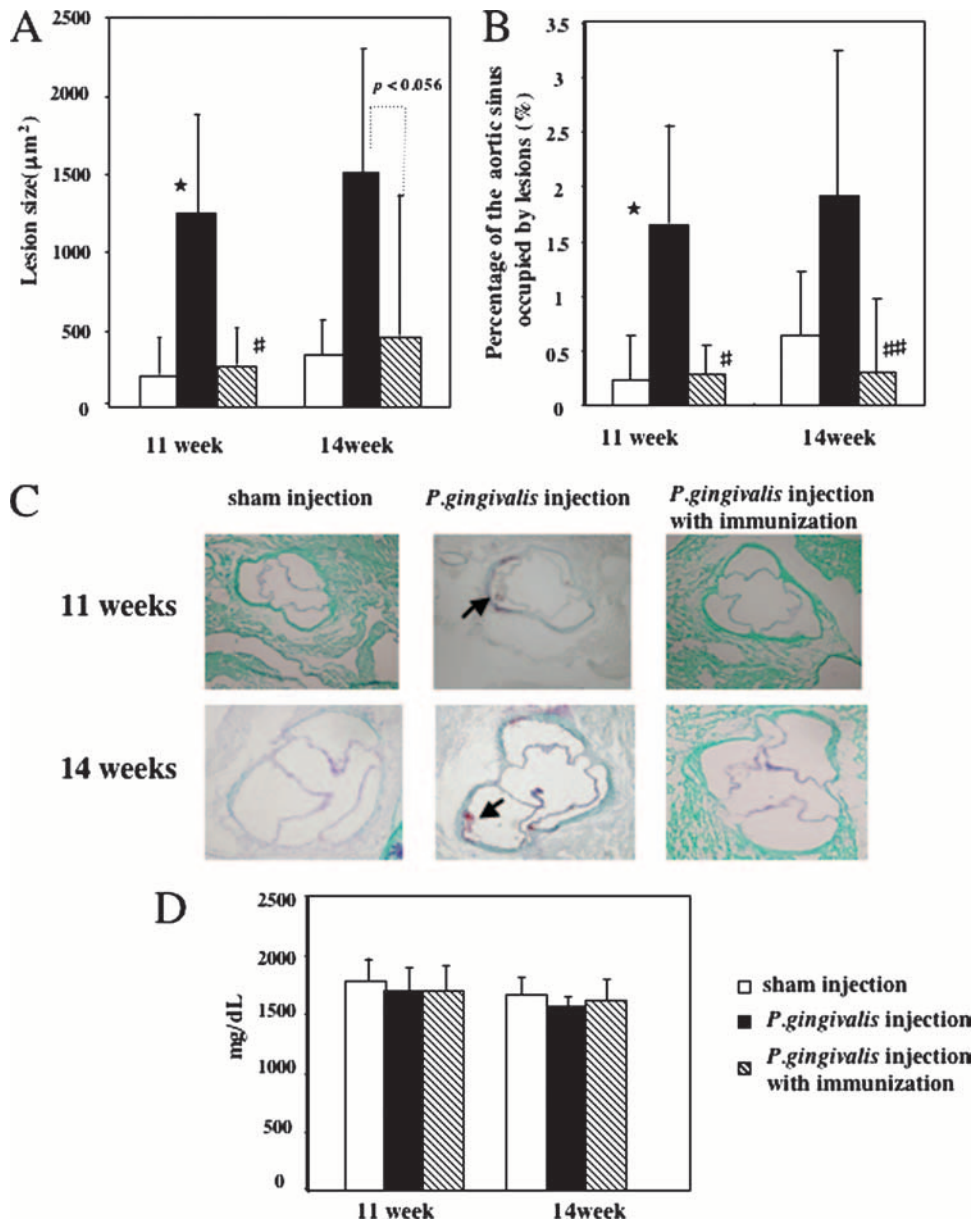 A
Lesion size(μm²)
2500
2000
1500
1000
500
0
p < 0.056
★
#
11 week
14week
B
Percentage of the aortic sinus
occupied by lesions (%)
3.5
3
2.5
2
1.5
1
0.5
0
★
#
##
11 week
14week
C
sham injection
P.gingivalis injection
P.gingivalis injection
with immunization
11 weeks
14 weeks
D
mg/dL
2500
2000
1500
1000
500
0
11 week
14week
sham injection
P.gingivalis injection
P.gingivalis injection
with immunization